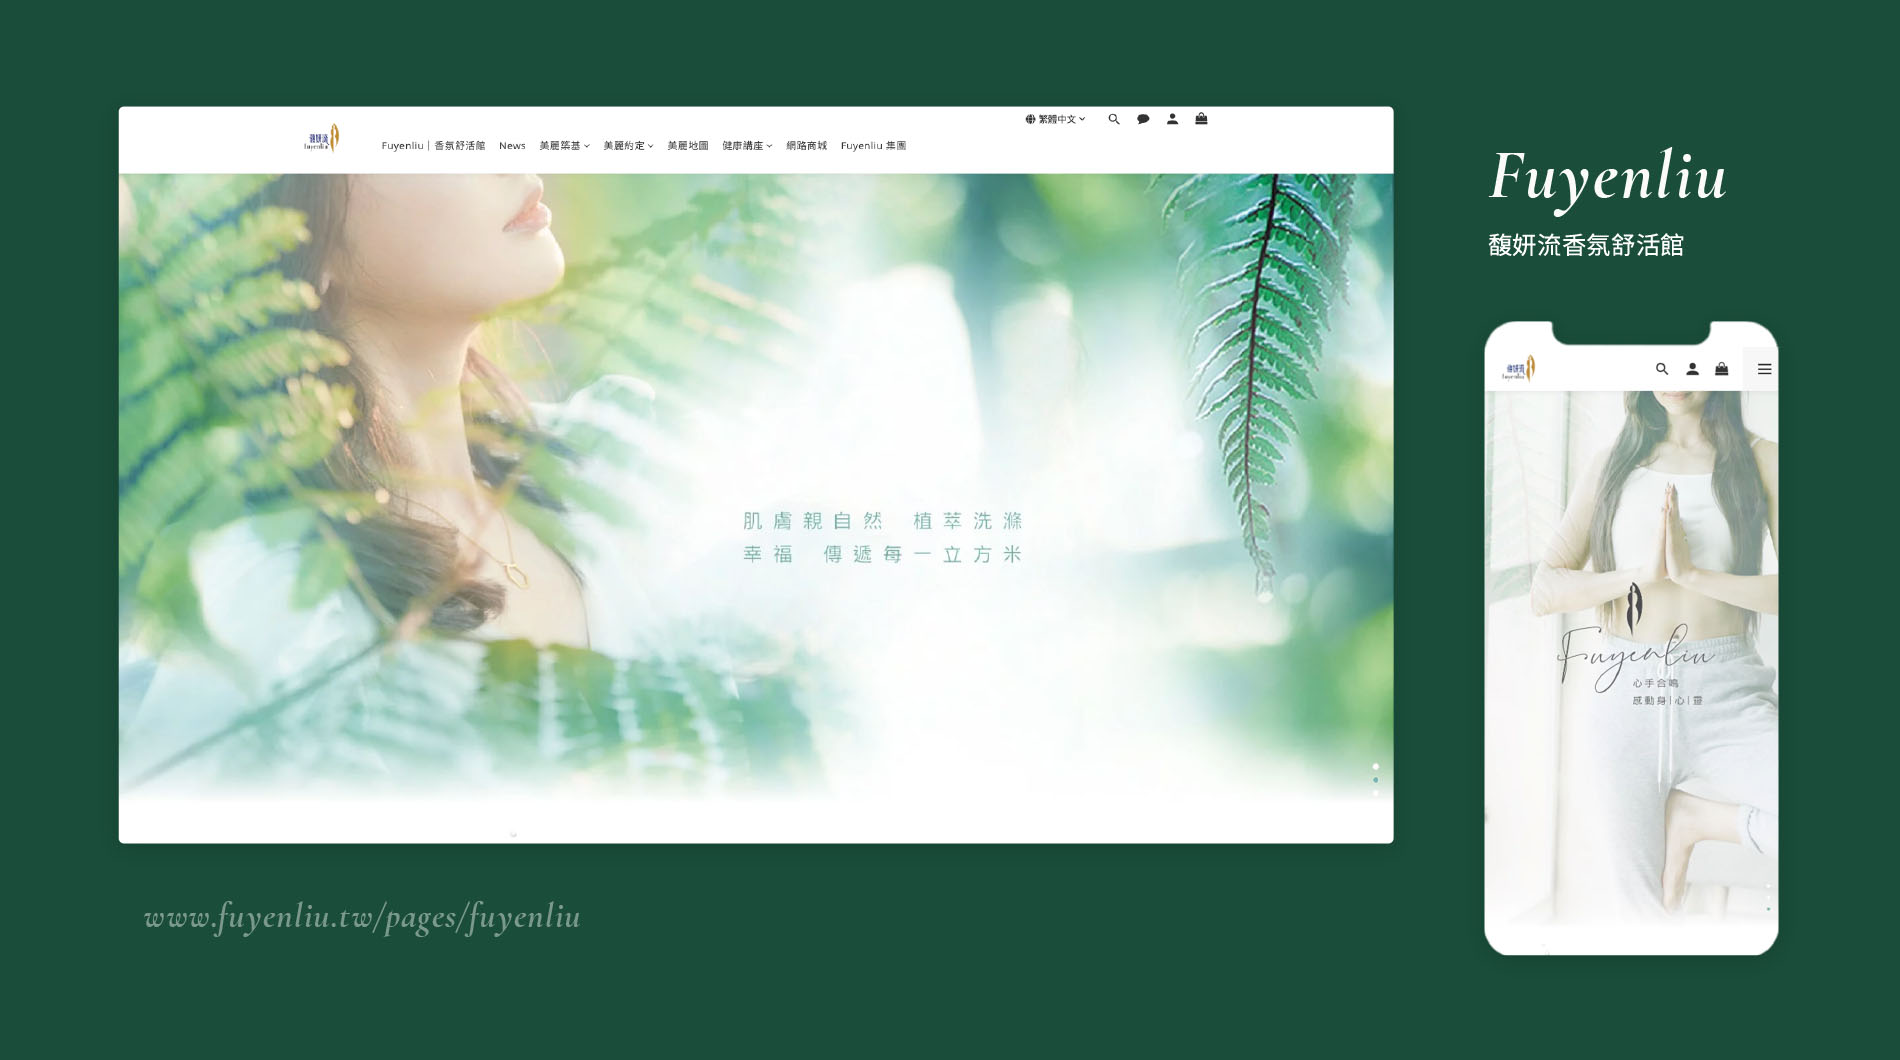 繁體中文
馥妍流
Fuyenliu
Fuyenliu｜香氛舒活館 News 美麗築基 美麗約定 美麗地圖 健康講座 網路商城 Fuyenliu 集團
肌膚親自然 植萃洗滌
幸福 傳遞每一立方米
www.fuyenliu.tw/pages/fuyenliu
Fuyenliu
馥妍流香氛舒活館
馥妍流
Fuyenliu
Fuyenliu
心手合鳴
感動身|心|靈